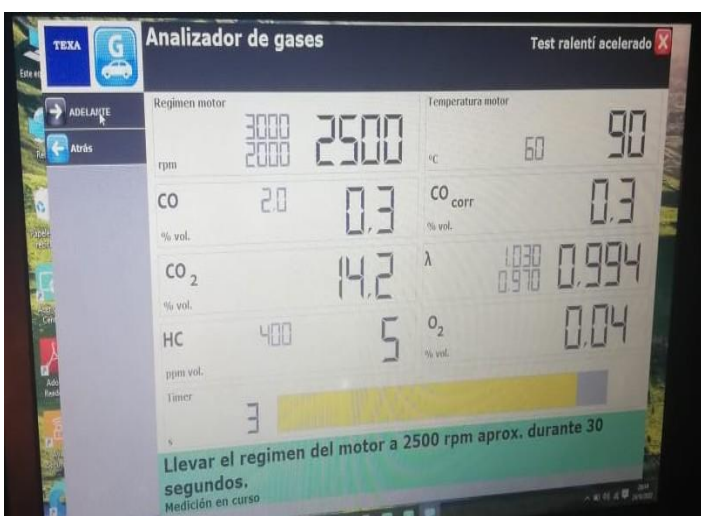 TEXA
G
Analizador de gases
Test ralentí acelerado
X
ADELANTE
Atrás
Regimen motor
3000
2000
2500
rpm
Temperatura motor
60
90
°C
CO
2.0
0.3
% vol.
CO corr
0.3
% vol.
CO 2
14.2
% vol.
λ
1.030
0.970
0.994
HC
400
5
ppm vol.
O2
0.04
% vol.
Timer
3
s
Llevar el regimen del motor a 2500 rpm aprox. durante 30
segundos.
Medición en curso